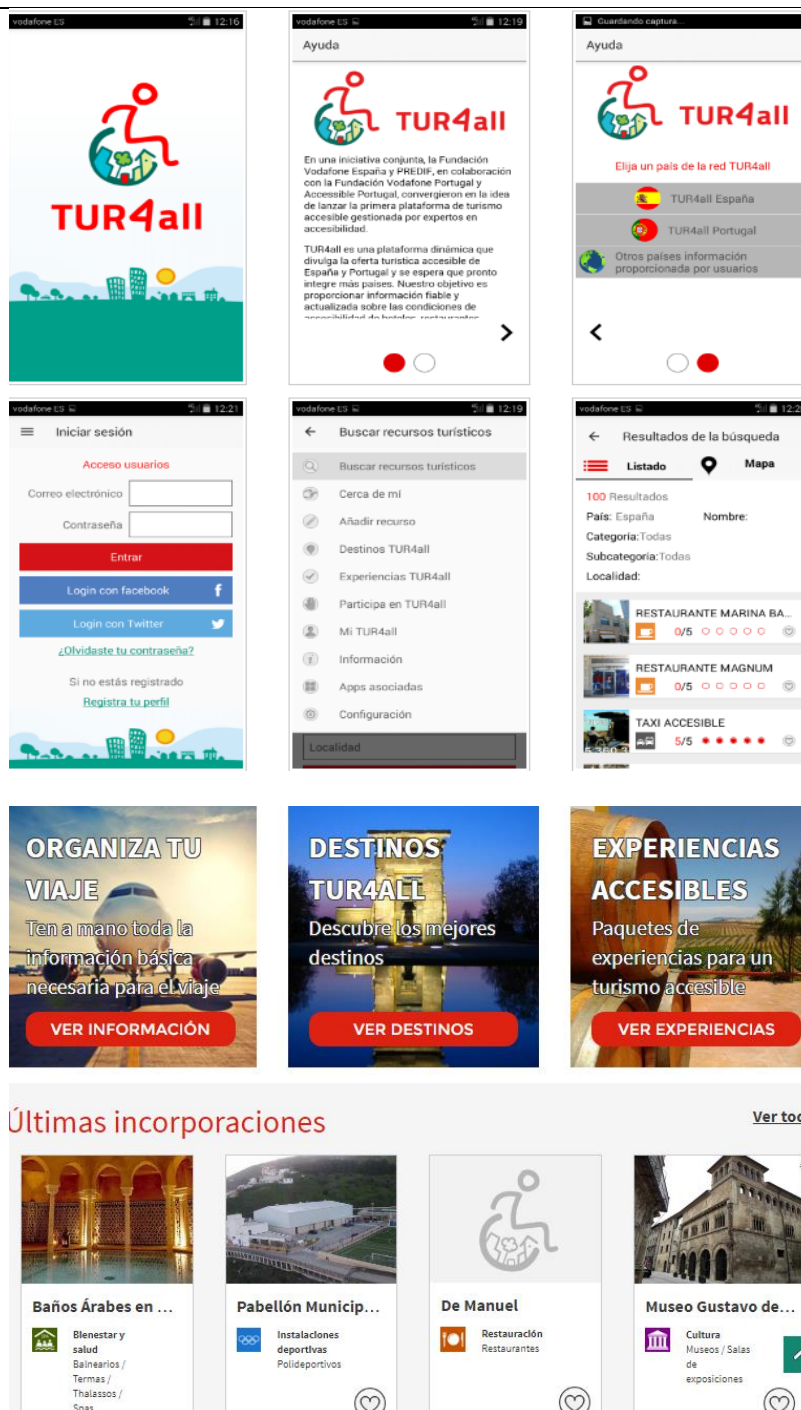 vodafone ES 12:16
TUR4all
vodafone ES 12:19
Ayuda
TUR4all
En una iniciativa conjunta, la Fundación
Vodafone España y PREDIF, en colaboración
con la Fundación Vodafone Portugal y
Accessible Portugal, convergieron en la idea
de lanzar la primera plataforma de turismo
accesible gestionada por expertos en
accesibilidad.
TUR4all es una plataforma dinámica que
divulga la oferta turística accesible de
España y Portugal y se espera que pronto
integre más países. Nuestro objetivo es
proporcionar información fiable y
actualizada sobre las condiciones de
accesibilidad de hoteles, restaurantes,
Guardando captura...
Ayuda
TUR4all
Elija un país de la red TUR4all
TUR4all España
TUR4all Portugal
Otros países información
proporcionada por usuarios
vodafone ES 12:21
Iniciar sesión
Acceso usuarios
Correo electrónico
Contraseña
Entrar
Login con facebook
Login con Twitter
¿Olvidaste tu contraseña?
Si no estás registrado
Registra tu perfil
vodafone ES 12:19
Buscar recursos turísticos
Buscar recursos turísticos
Cerca de mí
Añadir recurso
Destinos TUR4all
Experiencias TUR4all
Participa en TUR4all
Mi TUR4all
Información
Apps asociadas
Configuración
Localidad
vodafone ES 12:2
Resultados de la búsqueda
Listado Mapa
100 Resultados
País: España Nombre:
Categoría:Todas
Subcategoría:Todas
Localidad:
RESTAURANTE MARINA BA...
0/5
RESTAURANTE MAGNUM
0/5
TAXI ACCESIBLE
5/5
ORGANIZA TU
VIAJE
Ten a mano toda la
información básica
necesaria para el viaje
VER INFORMACIÓN
DESTINOS
TUR4ALL
Descubre los mejores
destinos
VER DESTINOS
EXPERIENCIAS
ACCESIBLES
Paquetes de
experiencias para un
turismo accesible
VER EXPERIENCIAS
Últimas incorporaciones
Ver tod
Baños Árabes en ...
Bienestar y
salud
Balnearios /
Termas /
Thalassos /
Spas
Pabellón Municip...
Instalaciones
deportivas
Polideportivos
De Manuel
Restauración
Restaurantes
Museo Gustavo de...
Cultura
Museos / Salas
de
exposiciones